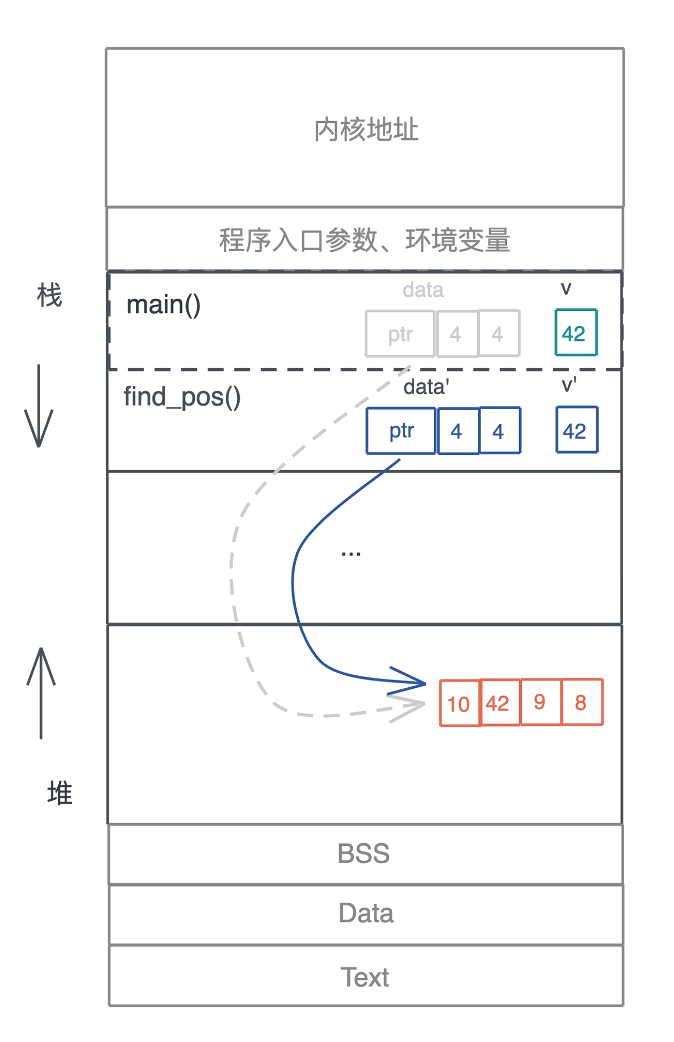 内核地址
程序入口参数、环境变量
栈
main()
data
v
ptr 4 4
42
find_pos()
data'
v'
ptr 4 4
42
...
10 42 9 8
堆
BSS
Data
Text